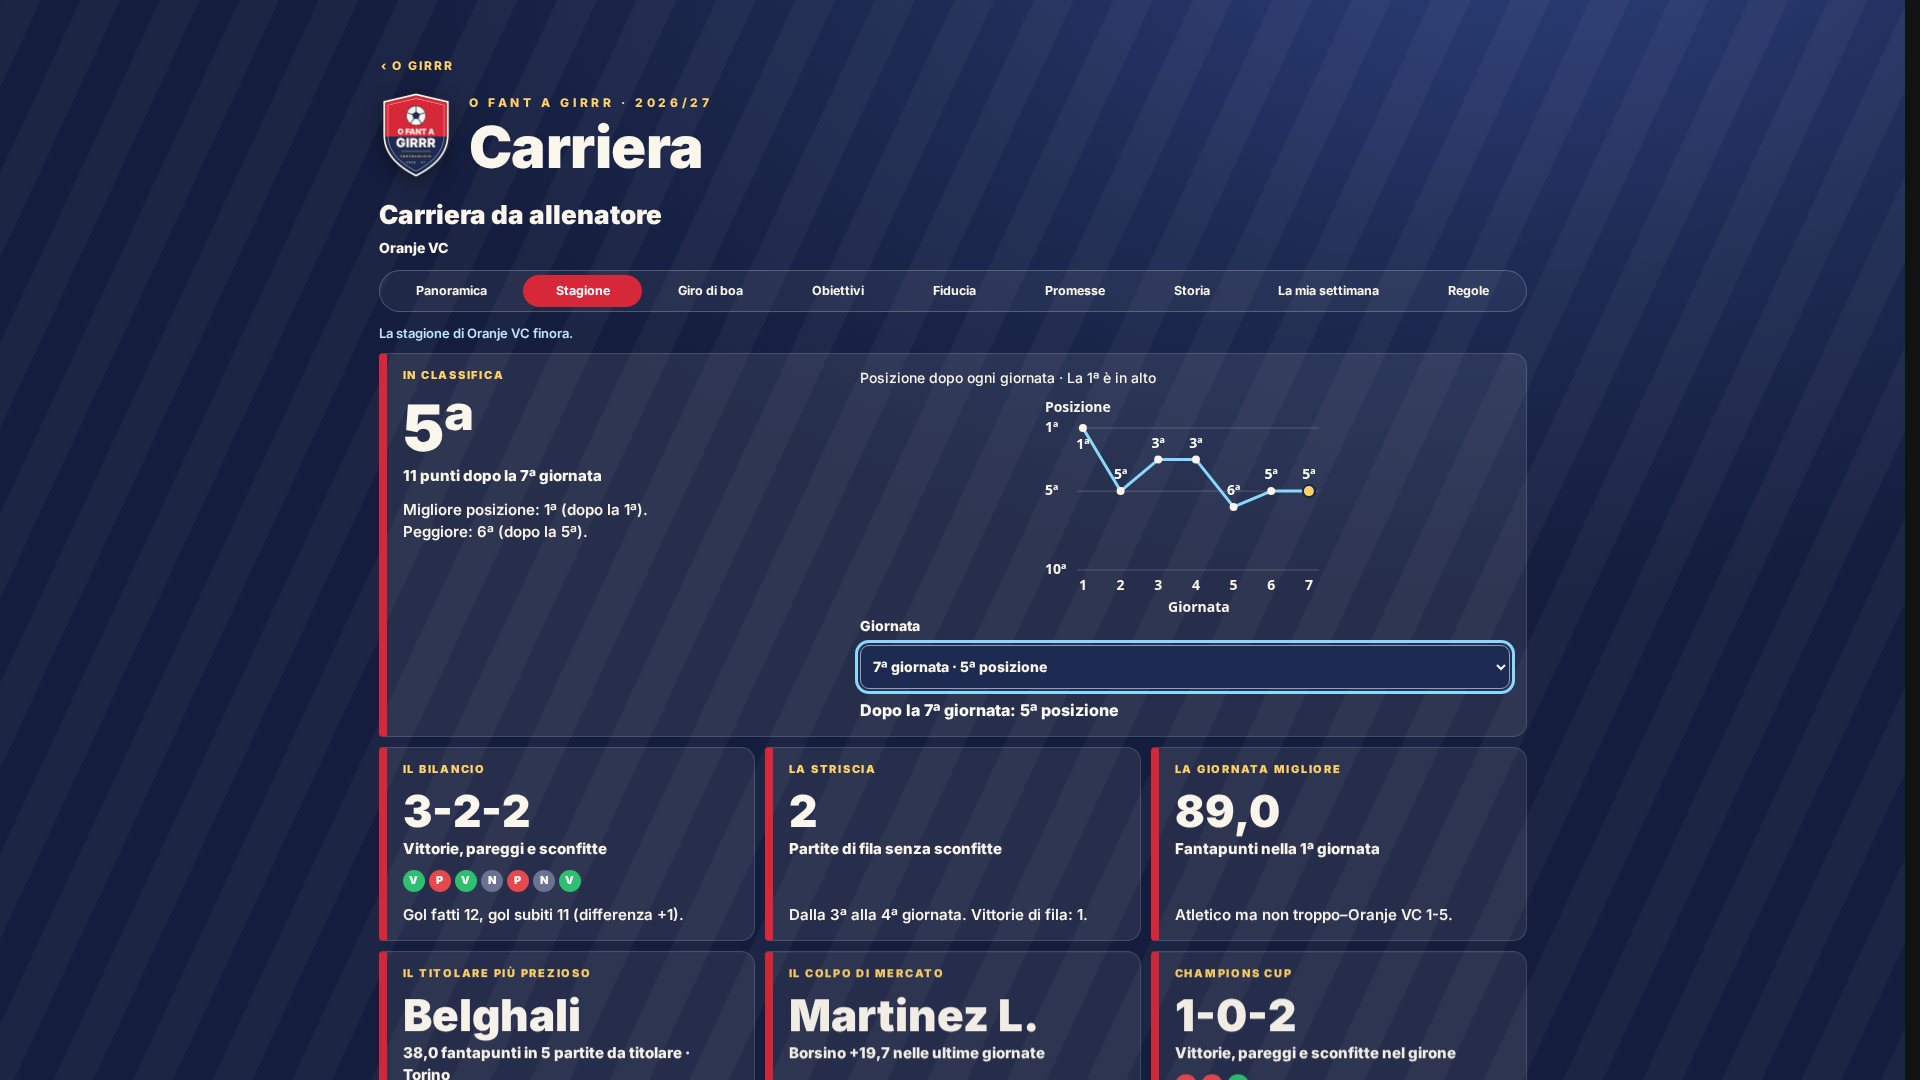 ‹ O GIRRR
O FANT A
GIRRR
O FANT A GIRRR · 2026/27
Carriera
Carriera da allenatore
Oranje VC
Panoramica
Stagione
Giro di boa
Obiettivi
Fiducia
Promesse
Storia
La mia settimana
Regole
La stagione di Oranje VC finora.
IN CLASSIFICA
5ª
11 punti dopo la 7ª giornata
Migliore posizione: 1ª (dopo la 1ª).
Peggiore: 6ª (dopo la 5ª).
Posizione dopo ogni giornata · La 1ª è in alto
Posizione
1ª
5ª
10ª
1ª
5ª
3ª
3ª
6ª
5ª
5ª
1 2 3 4 5 6 7
Giornata
Giornata
7ª giornata · 5ª posizione
Dopo la 7ª giornata: 5ª posizione
IL BILANCIO
3-2-2
Vittorie, pareggi e sconfitte
V P V N P N V
Gol fatti 12, gol subiti 11 (differenza +1).
LA STRISCIA
2
Partite di fila senza sconfitte
Dalla 3ª alla 4ª giornata. Vittorie di fila: 1.
LA GIORNATA MIGLIORE
89,0
Fantapunti nella 1ª giornata
Atletico ma non troppo–Oranje VC 1-5.
IL TITOLARE PIÙ PREZIOSO
Belghali
38,0 fantapunti in 5 partite da titolare ·
Torino
IL COLPO DI MERCATO
Martinez L.
Borsino +19,7 nelle ultime giornate
CHAMPIONS CUP
1-0-2
Vittorie, pareggi e sconfitte nel girone